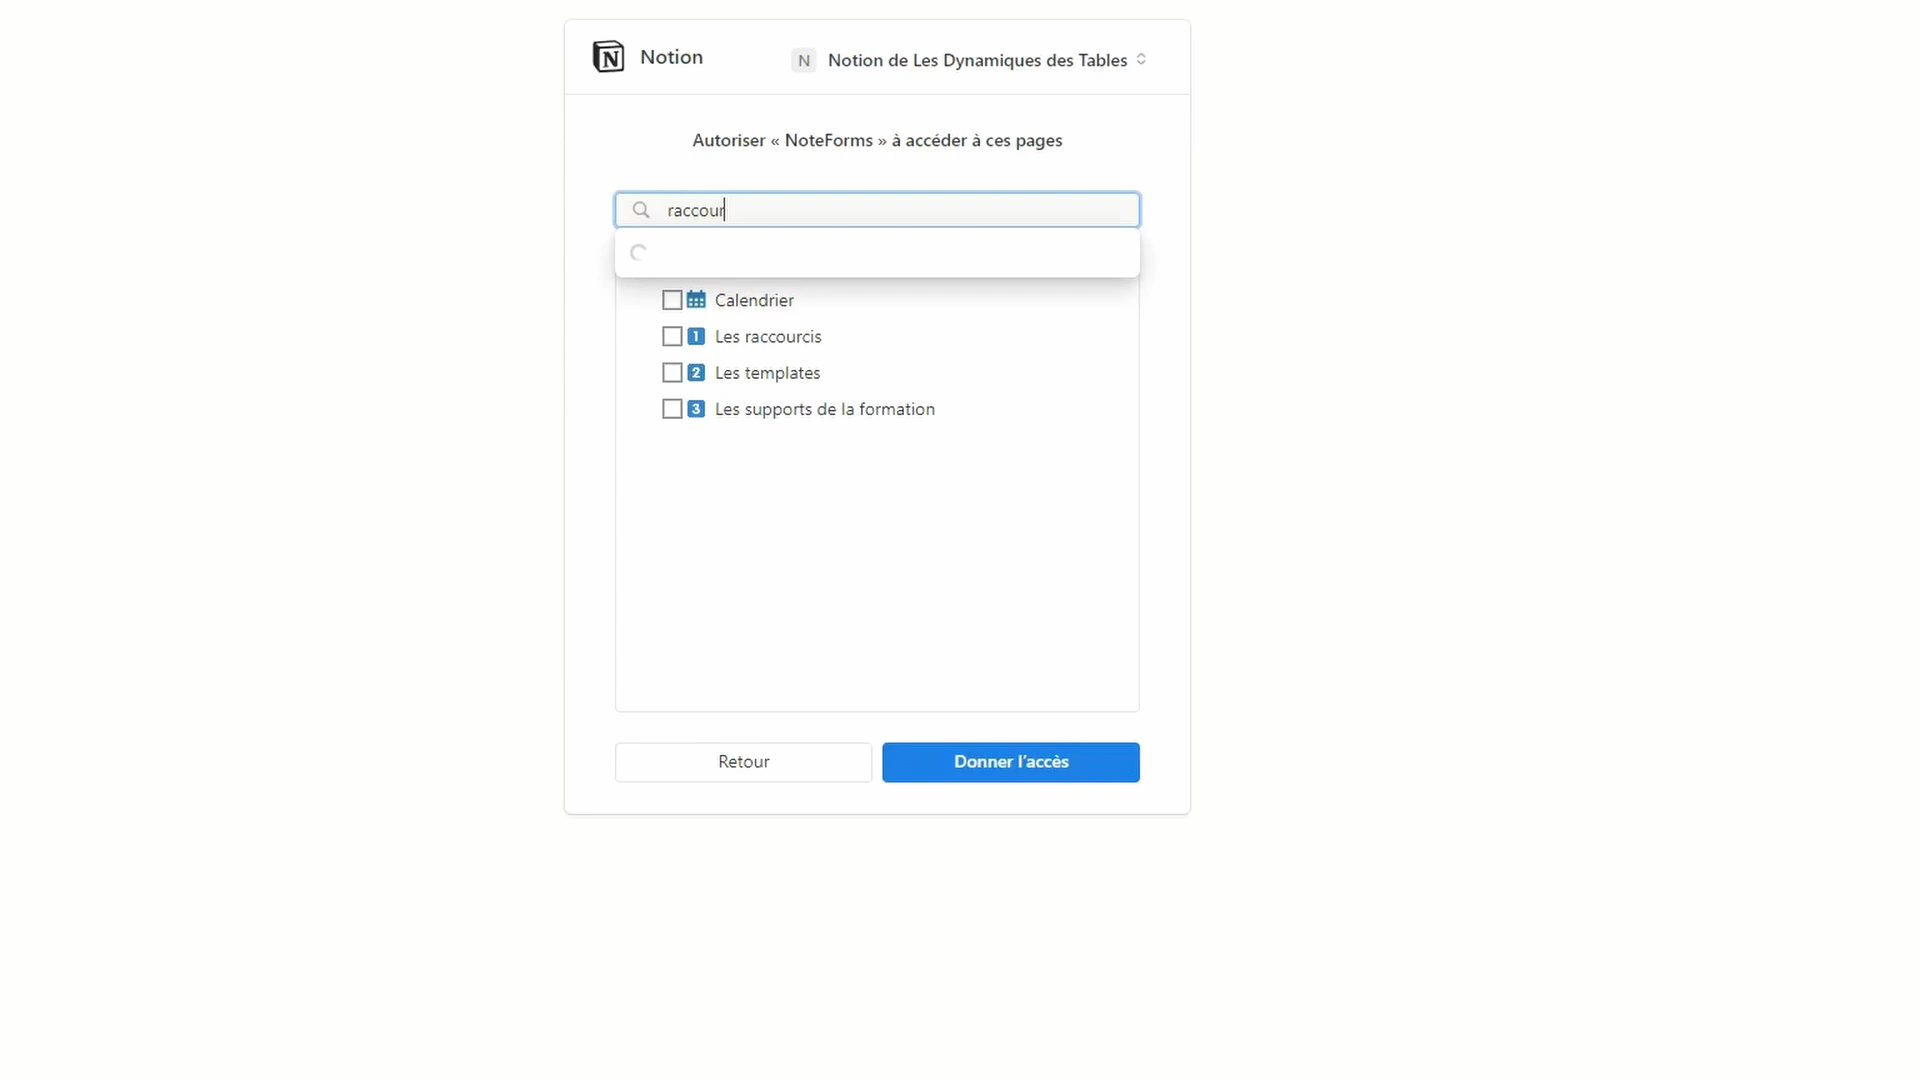 Notion
N Notion de Les Dynamiques des Tables
Autoriser « NoteForms » à accéder à ces pages
raccour
Calendrier
1 Les raccourcis
2 Les templates
3 Les supports de la formation
Retour
Donner l'accès